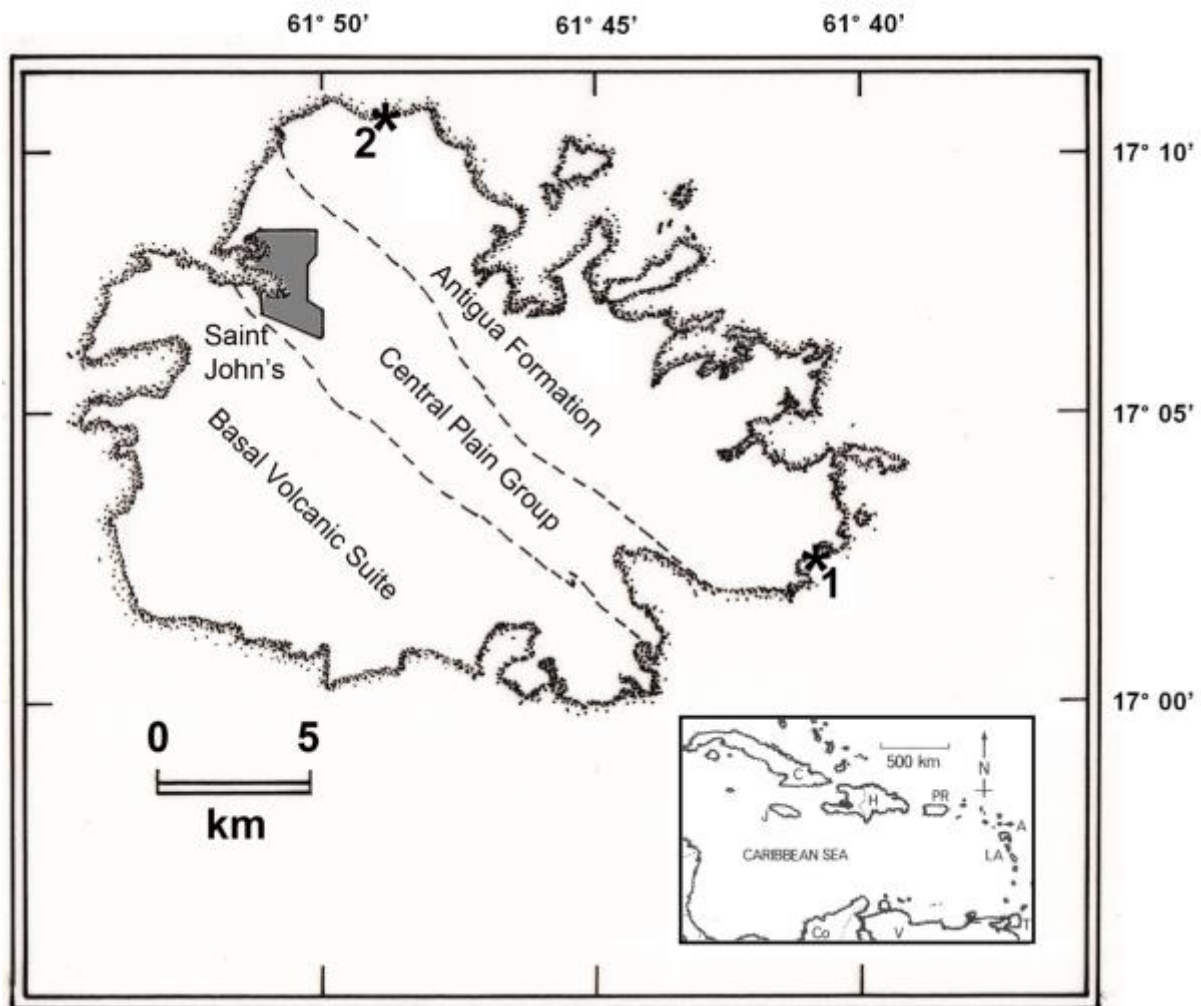 61° 50’ 61° 45’ 61° 40’
2
17° 10’
Antigua Formation
Saint
John’s
Central Plain Group
17° 05’
Basal Volcanic Suite
1
17° 00’
0 5
km
500 km
N
C
H
PR
J
A
CARIBBEAN SEA
LA
Co
V
T